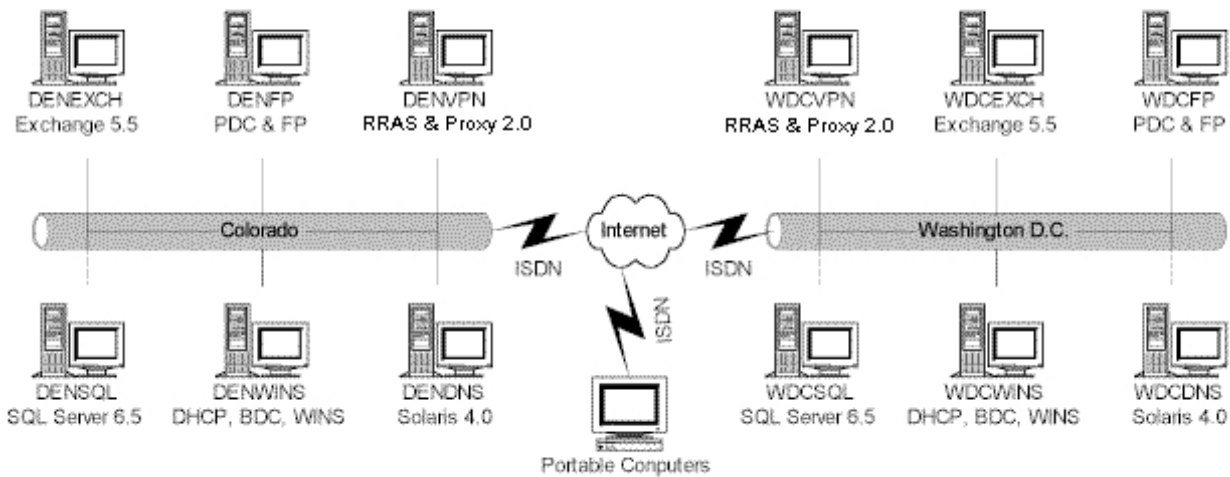 DENEXCH
Exchange 5.5
DENFP
PDC & FP
DENVPN
RRAS & Proxy 2.0
WDCVPN
RRAS & Proxy 2.0
WDCEXCH
Exchange 5.5
WDCFP
PDC & FP
Colorado
ISDN
Internet
ISDN
Washington D.C.
ISDN
DENSQL
SQL Server 6.5
DENWINS
DHCP, BDC, WINS
DENDNS
Solaris 4.0
Portable Conputers
WDCSQL
SQL Server 6.5
WDCWINS
DHCP, BDC, WINS
WDCDNS
Solaris 4.0